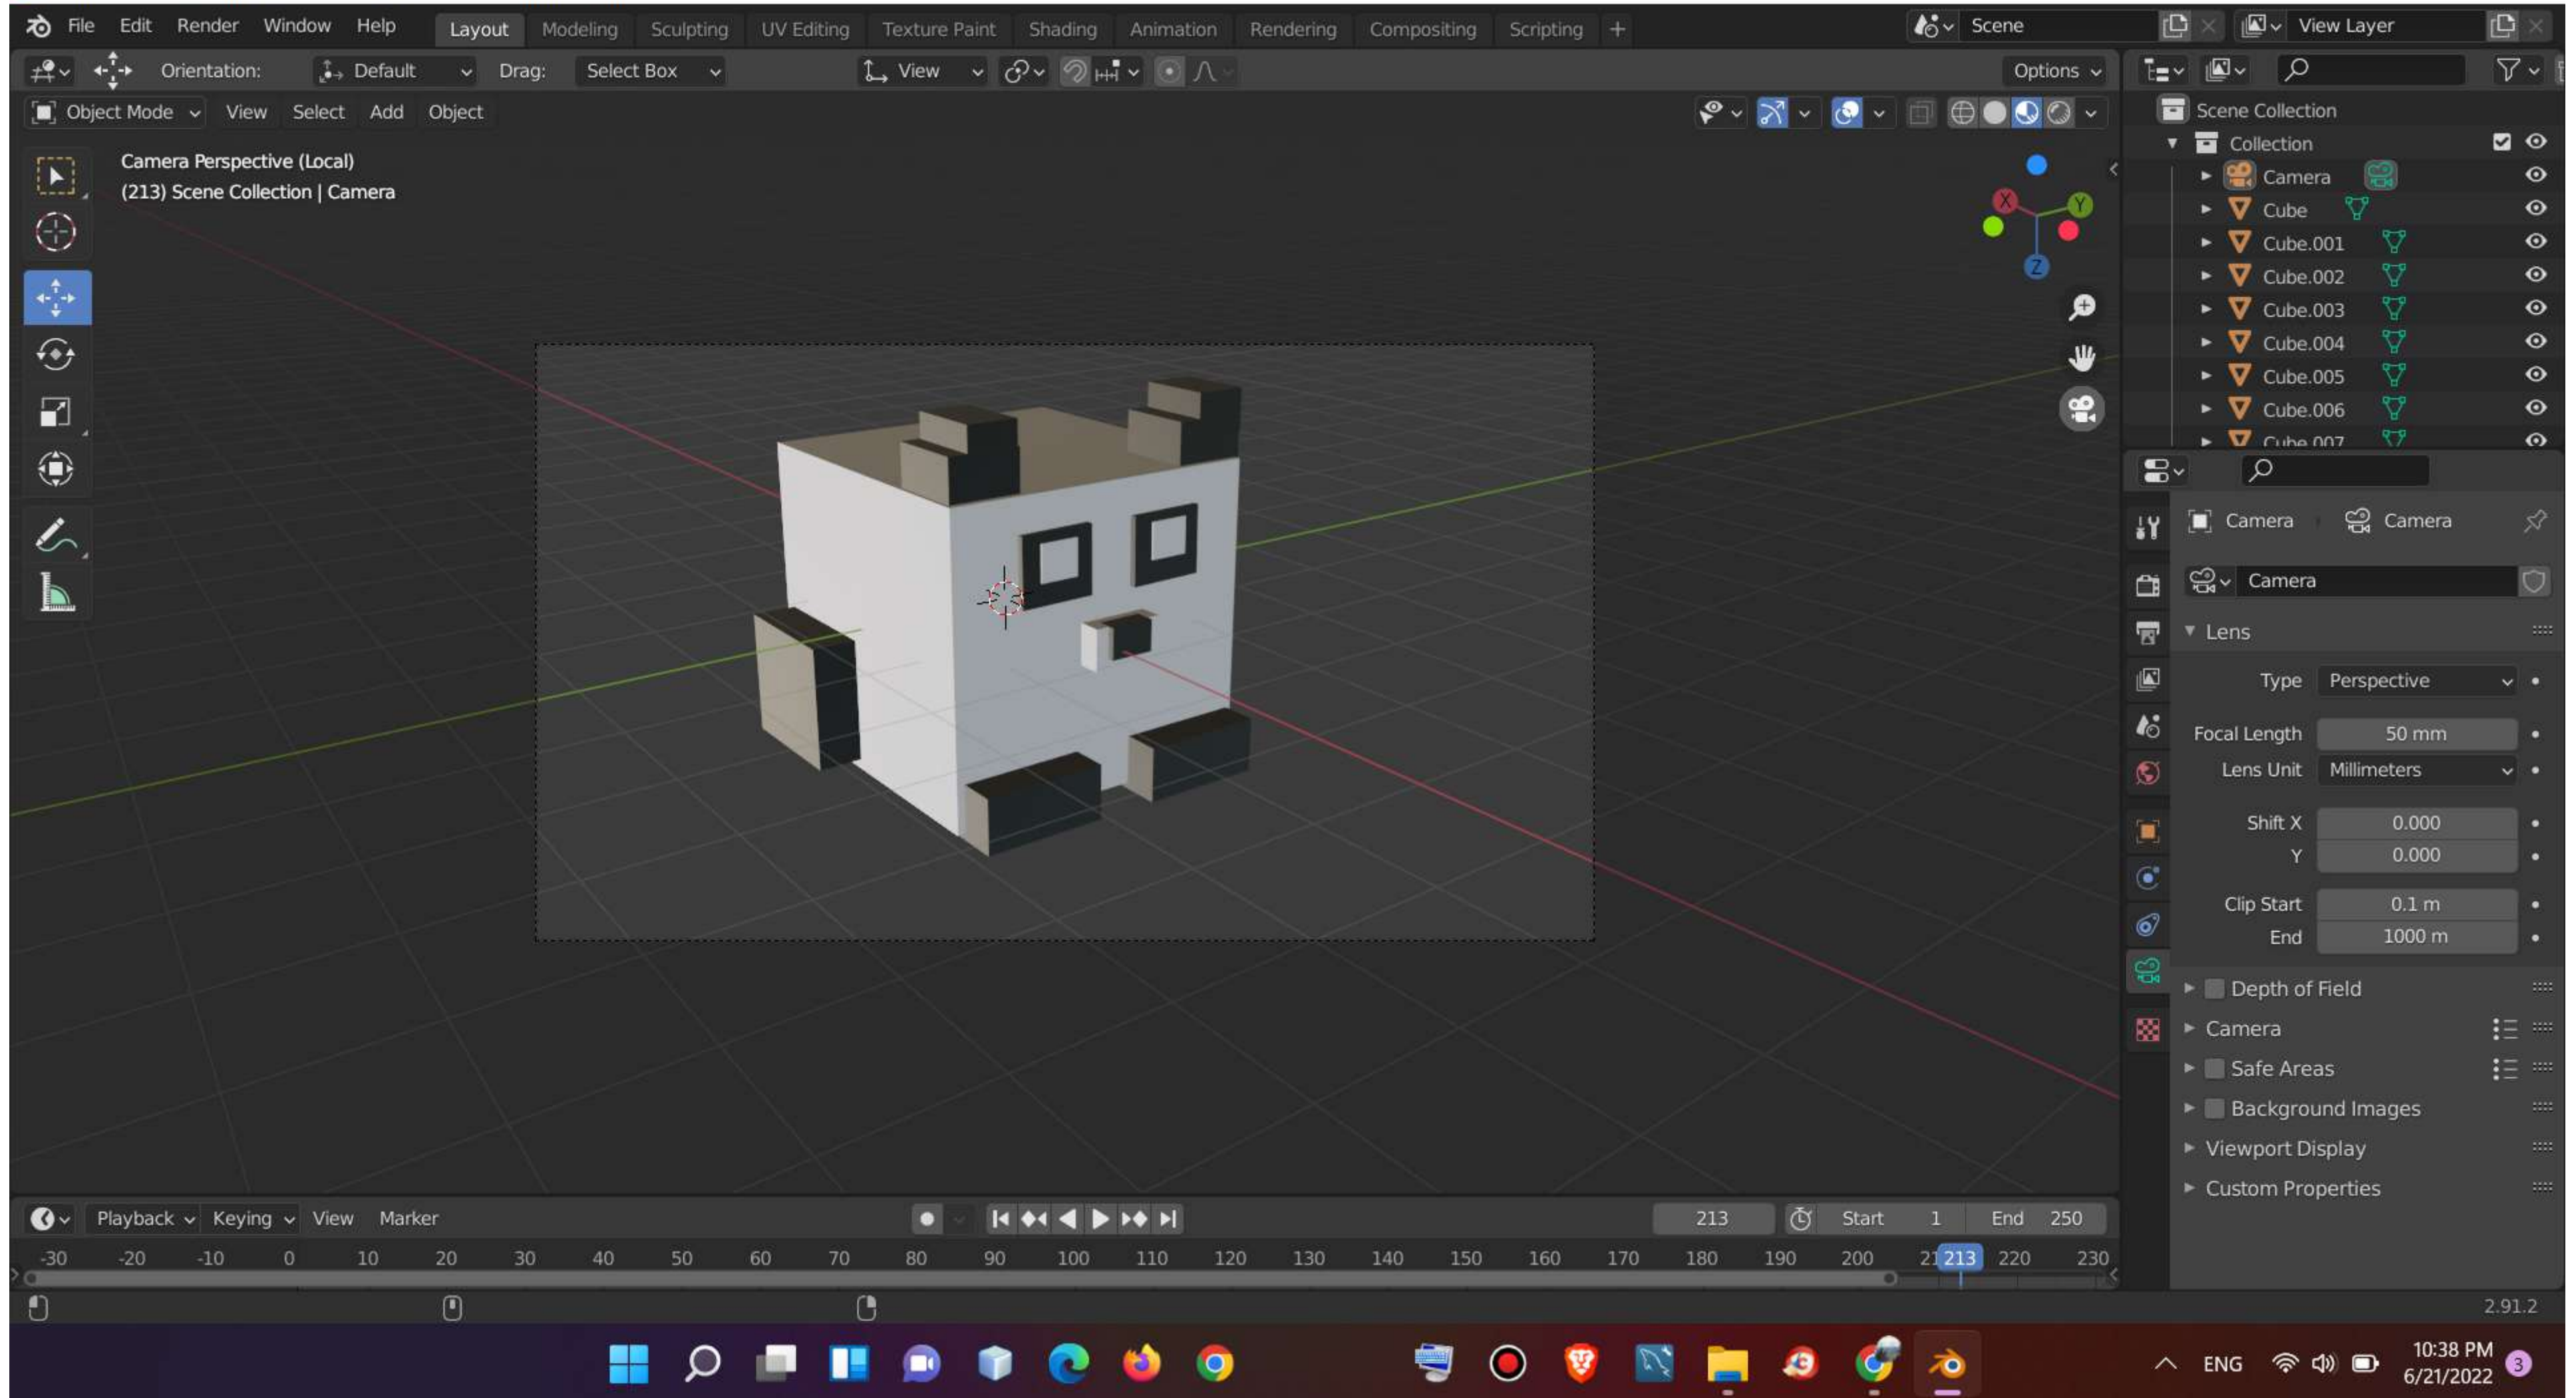 File Edit Render Window Help Layout Modeling Sculpting UV Editing Texture Paint Shading Animation Rendering Compositing Scripting + Scene View Layer
Orientation: Default Drag: Select Box View Options
Object Mode View Select Add Object
Camera Perspective (Local)
(213) Scene Collection | Camera
X
Y
Z
Scene Collection
Collection
Camera
Cube
Cube.001
Cube.002
Cube.003
Cube.004
Cube.005
Cube.006
Cube.007
Camera Camera
Camera
Lens
Type Perspective
Focal Length 50 mm
Lens Unit Millimeters
Shift X 0.000
Y 0.000
Clip Start 0.1 m
End 1000 m
Depth of Field
Camera
Safe Areas
Background Images
Viewport Display
Custom Properties
Playback Keying View Marker 213 Start 1 End 250
-30 -20 -10 0 10 20 30 40 50 60 70 80 90 100 110 120 130 140 150 160 170 180 190 200 213 220 230
2.91.2
ENG 10:38 PM 3
6/21/2022